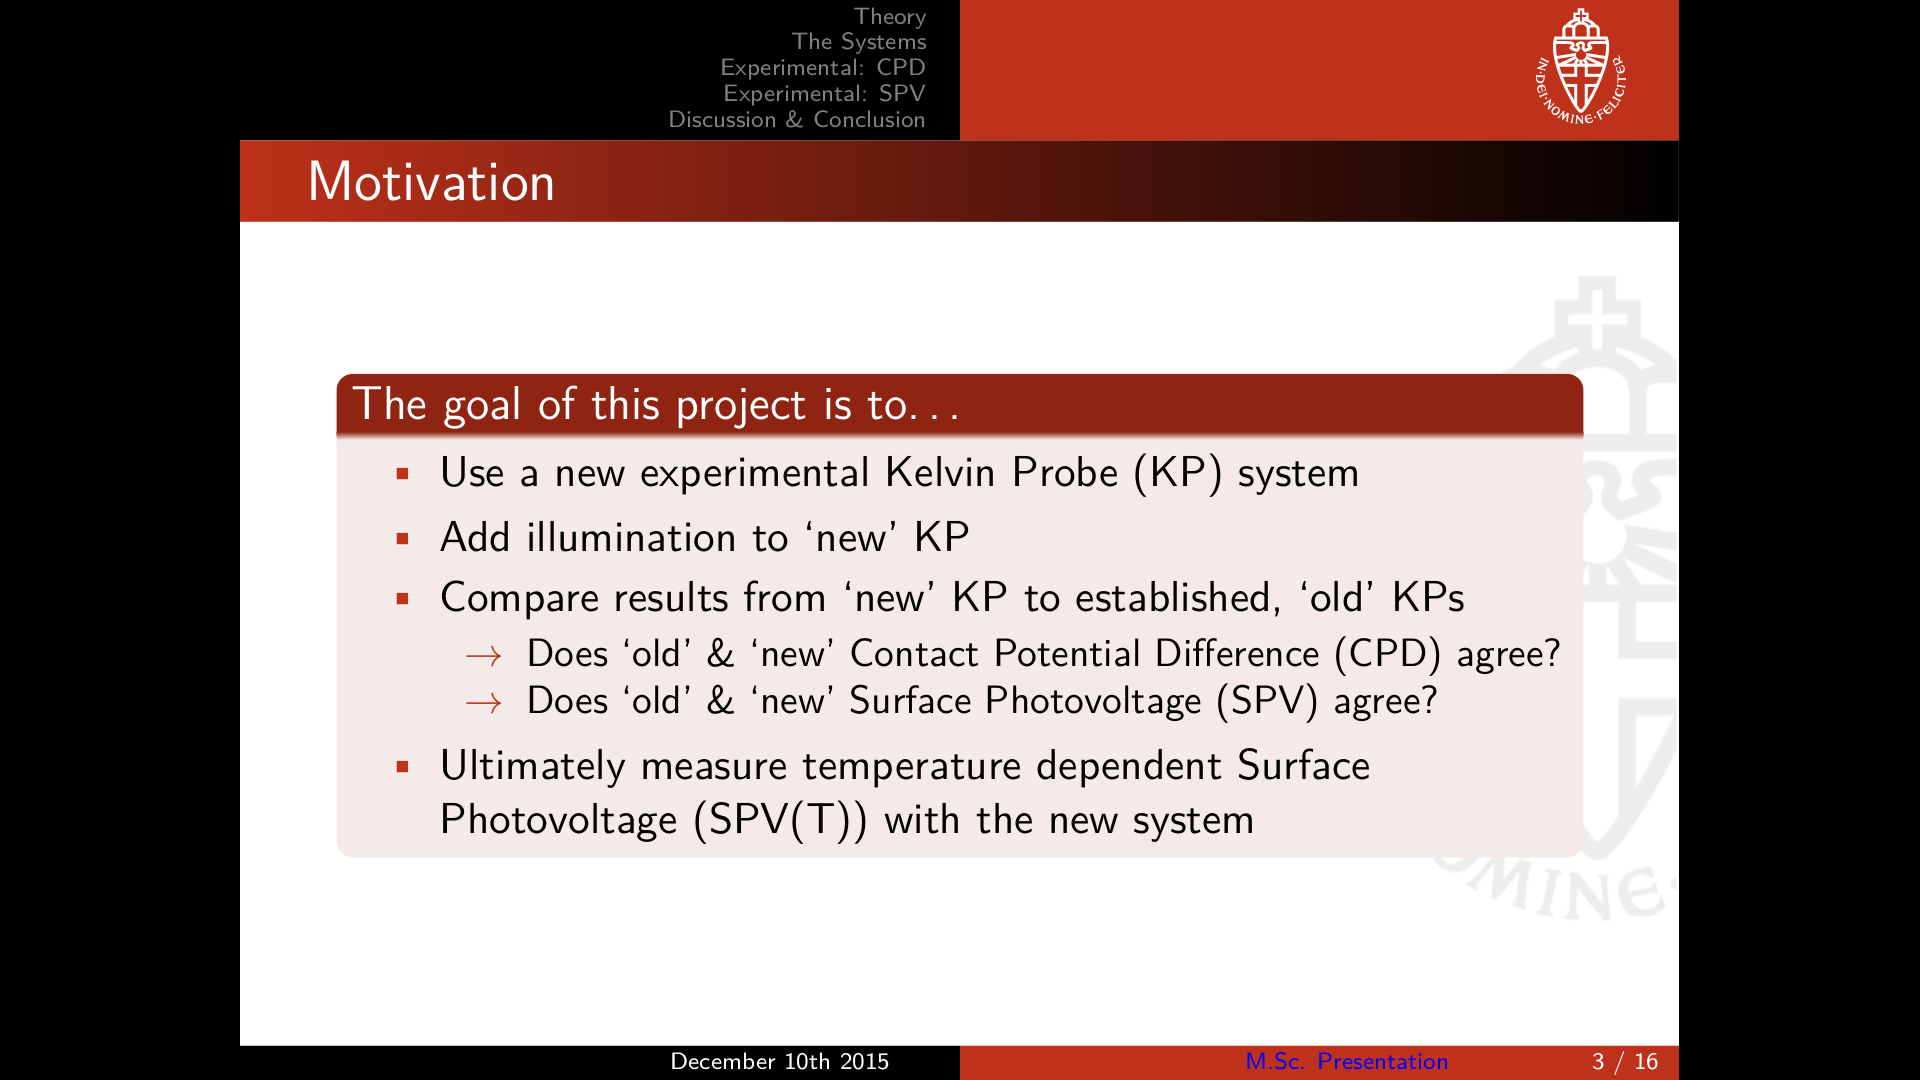 Theory
The Systems
Experimental: CPD
Experimental: SPV
Discussion & Conclusion
IN·DEI·NOMINE·FELICITER
Motivation
The goal of this project is to. . .
Use a new experimental Kelvin Probe (KP) system
Add illumination to ‘new’ KP
Compare results from ‘new’ KP to established, ‘old’ KPs
→ Does ‘old’ & ‘new’ Contact Potential Difference (CPD) agree?
→ Does ‘old’ & ‘new’ Surface Photovoltage (SPV) agree?
Ultimately measure temperature dependent Surface
Photovoltage (SPV(T)) with the new system
OMINE·
December 10th 2015
M.Sc. Presentation
3 / 16